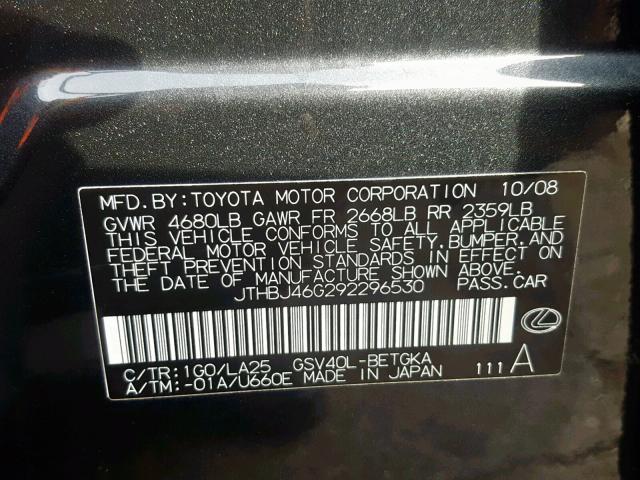 MFD.BY:TOYOTA MOTOR CORPORATION 10/08
GVWR 4680LB GAWR FR 2668LB RR 2359LB
THIS VEHICLE CONFORMS TO ALL APPLICABLE
FEDERAL MOTOR VEHICLE SAFETY,BUMPER,AND
THEFT PREVENTION STANDARDS IN EFFECT ON
THE DATE OF MANUFACTURE SHOWN ABOVE.
JTHBJ46G292296530 PASS.CAR
C/TR:1G0/LA25 GSV40L-BETGKA
A/TM:-01A/U660E MADE IN JAPAN 111A